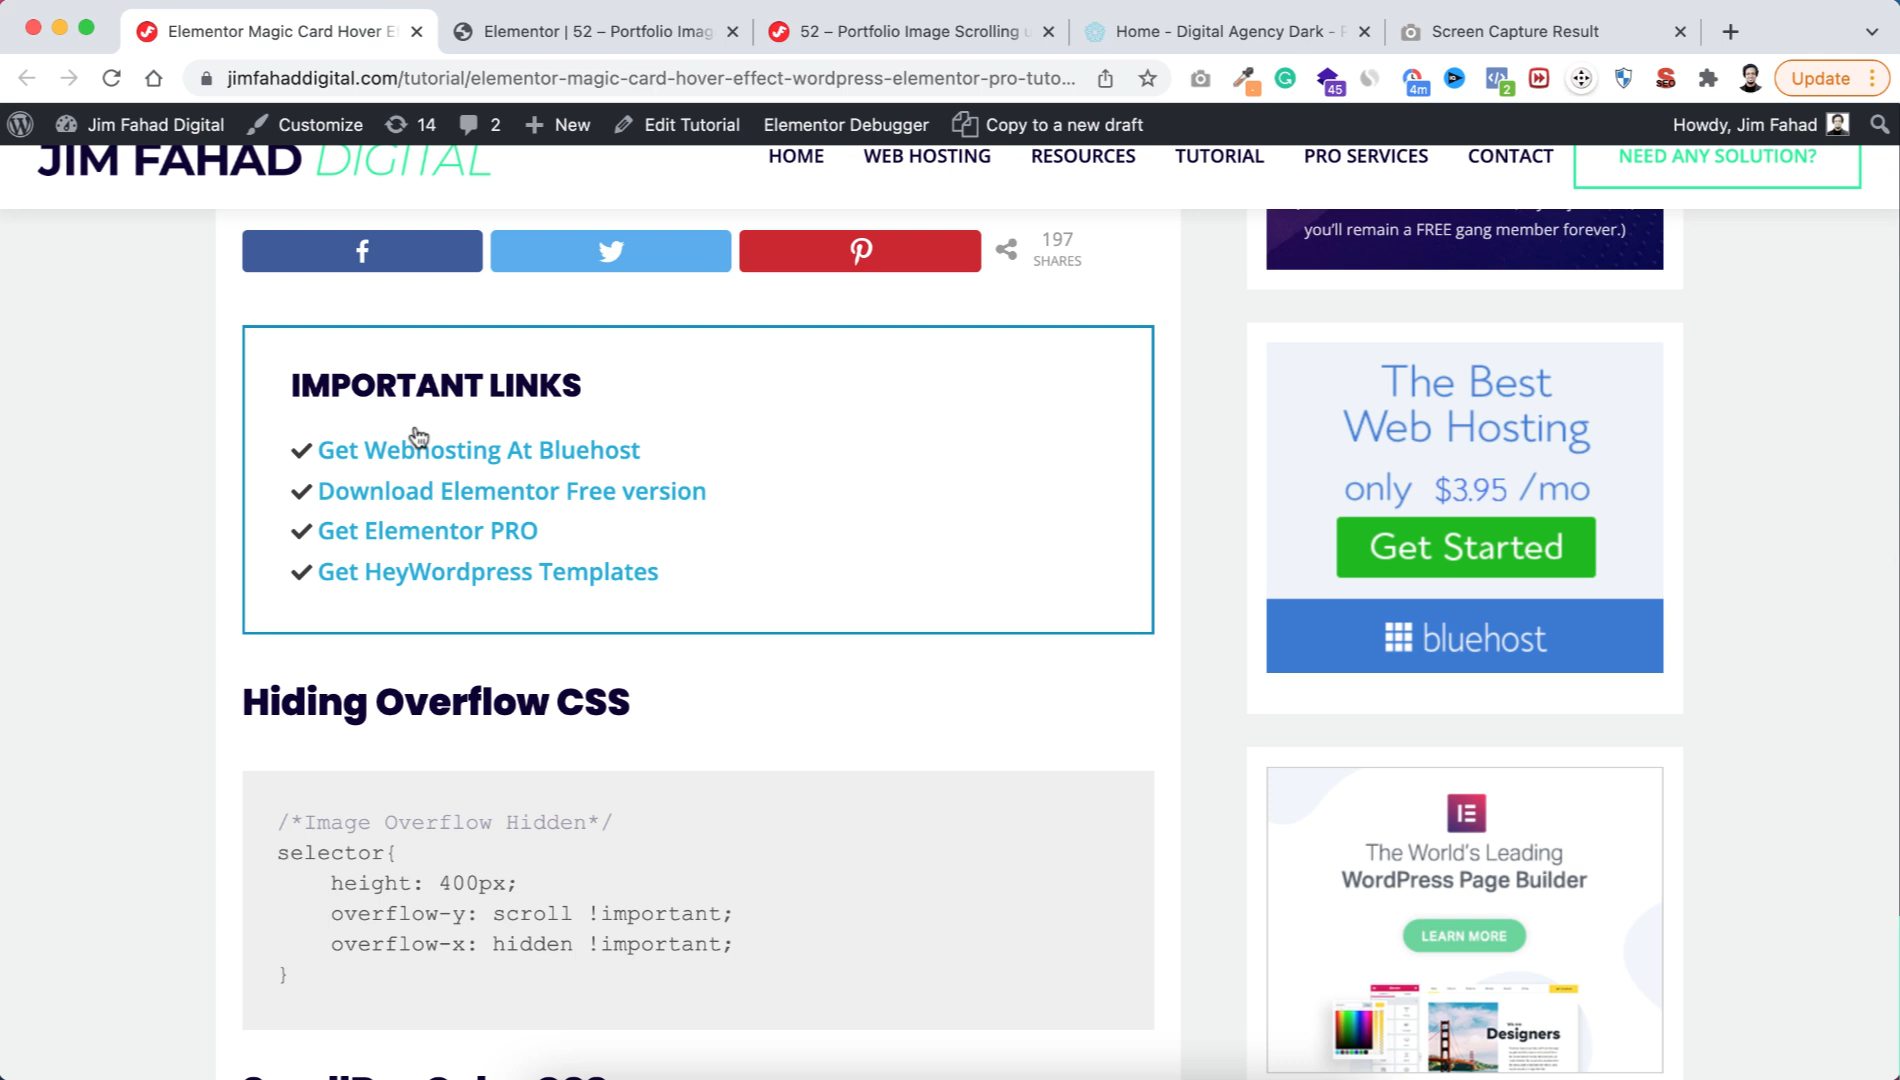 Elementor Magic Card Hover Ef
Elementor | 52 – Portfolio Imag
52 – Portfolio Image Scrolling u
Home - Digital Agency Dark - P
Screen Capture Result
jimfahaddigital.com/tutorial/elementor-magic-card-hover-effect-wordpress-elementor-pro-tuto...
45
4m
2
SEO
Update
Jim Fahad Digital
Customize
14
2
New
Edit Tutorial
Elementor Debugger
Copy to a new draft
Howdy, Jim Fahad
JIM FAHAD DIGITAL
HOME
WEB HOSTING
RESOURCES
TUTORIAL
PRO SERVICES
CONTACT
NEED ANY SOLUTION?
197
SHARES
you'll remain a FREE gang member forever.)
IMPORTANT LINKS
Get Webhosting At Bluehost
Download Elementor Free version
Get Elementor PRO
Get HeyWordpress Templates
Hiding Overflow CSS
/*Image Overflow Hidden*/
selector{
height: 400px;
overflow-y: scroll !important;
overflow-x: hidden !important;
}
The Best
Web Hosting
only $3.95 /mo
Get Started
bluehost
The World's Leading
WordPress Page Builder
LEARN MORE
Designers